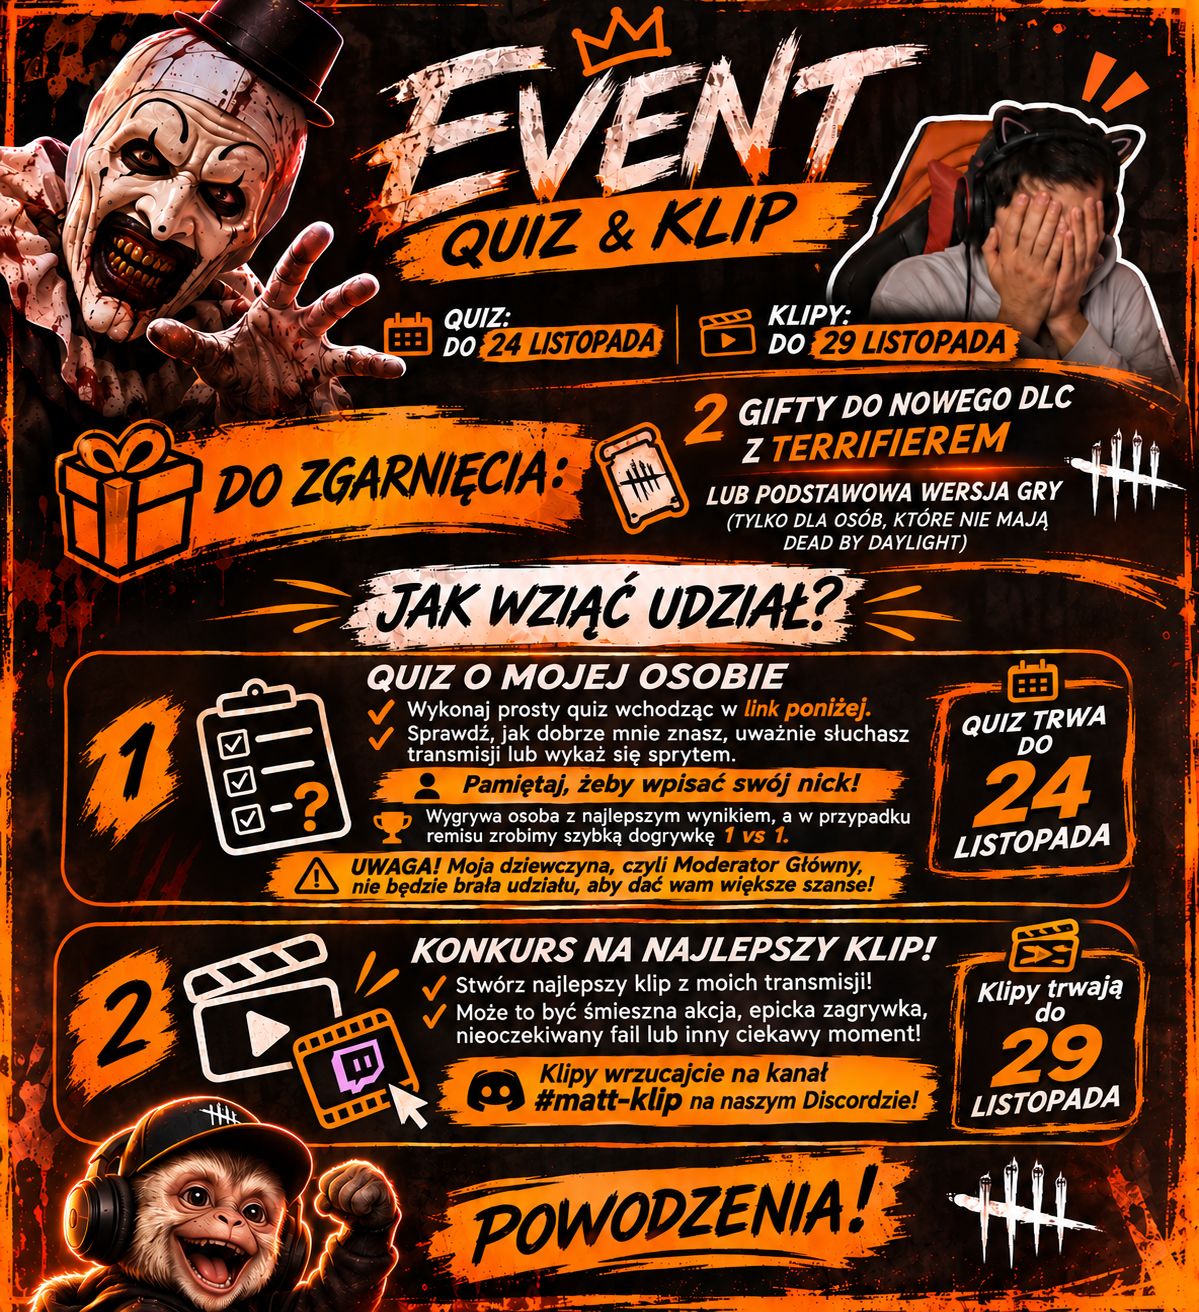 EVENT
QUIZ & KLIP
QUIZ:
DO 24 LISTOPADA
KLIPY:
DO 29 LISTOPADA
DO ZGARNIĘCIA:
2 GIFTY DO NOWEGO DLC
Z TERRIFIEREM
LUB PODSTAWOWA WERSJA GRY
(TYLKO DLA OSÓB, KTÓRE NIE MAJĄ
DEAD BY DAYLIGHT)
JAK WZIĄĆ UDZIAŁ?
1
QUIZ O MOJEJ OSOBIE
Wykonaj prosty quiz wchodząc w link poniżej.
Sprawdź, jak dobrze mnie znasz, uważnie słuchasz
transmisji lub wykaż się sprytem.
Pamiętaj, żeby wpisać swój nick!
Wygrywa osoba z najlepszym wynikiem, a w przypadku
remisu zrobimy szybką dogrywkę 1 vs 1.
UWAGA! Moja dziewczyna, czyli Moderator Główny,
nie będzie brała udziału, aby dać wam większe szanse!
QUIZ TRWA
DO
24
LISTOPADA
2
KONKURS NA NAJLEPSZY KLIP!
Stwórz najlepszy klip z moich transmisji!
Może to być śmieszna akcja, epicka zagrywka,
nieoczekiwany fail lub inny ciekawy moment!
Klipy wrzucajcie na kanał
#matt-klip na naszym Discordzie!
Klipy trwają
do
29
LISTOPADA
POWODZENIA!